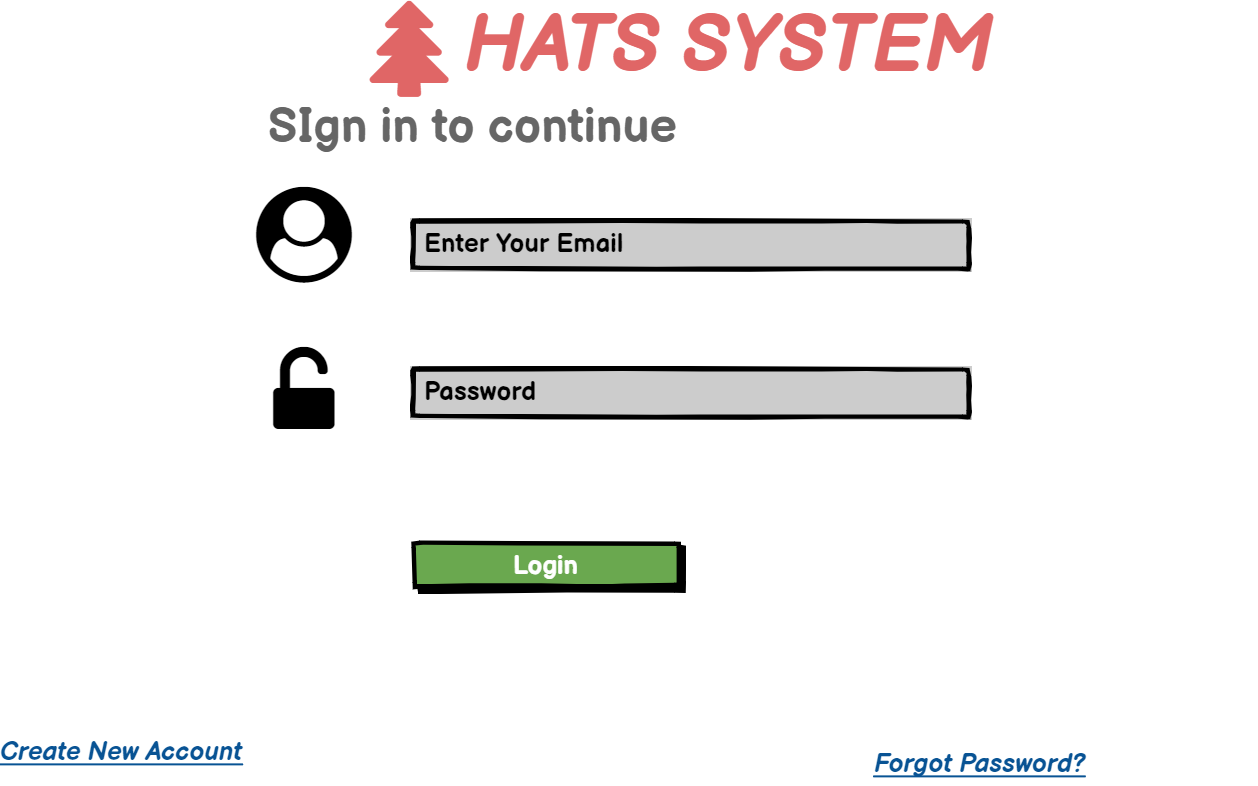 HATS SYSTEM
SIgn in to continue
Enter Your Email
Password
Login
Create New Account
Forgot Password?